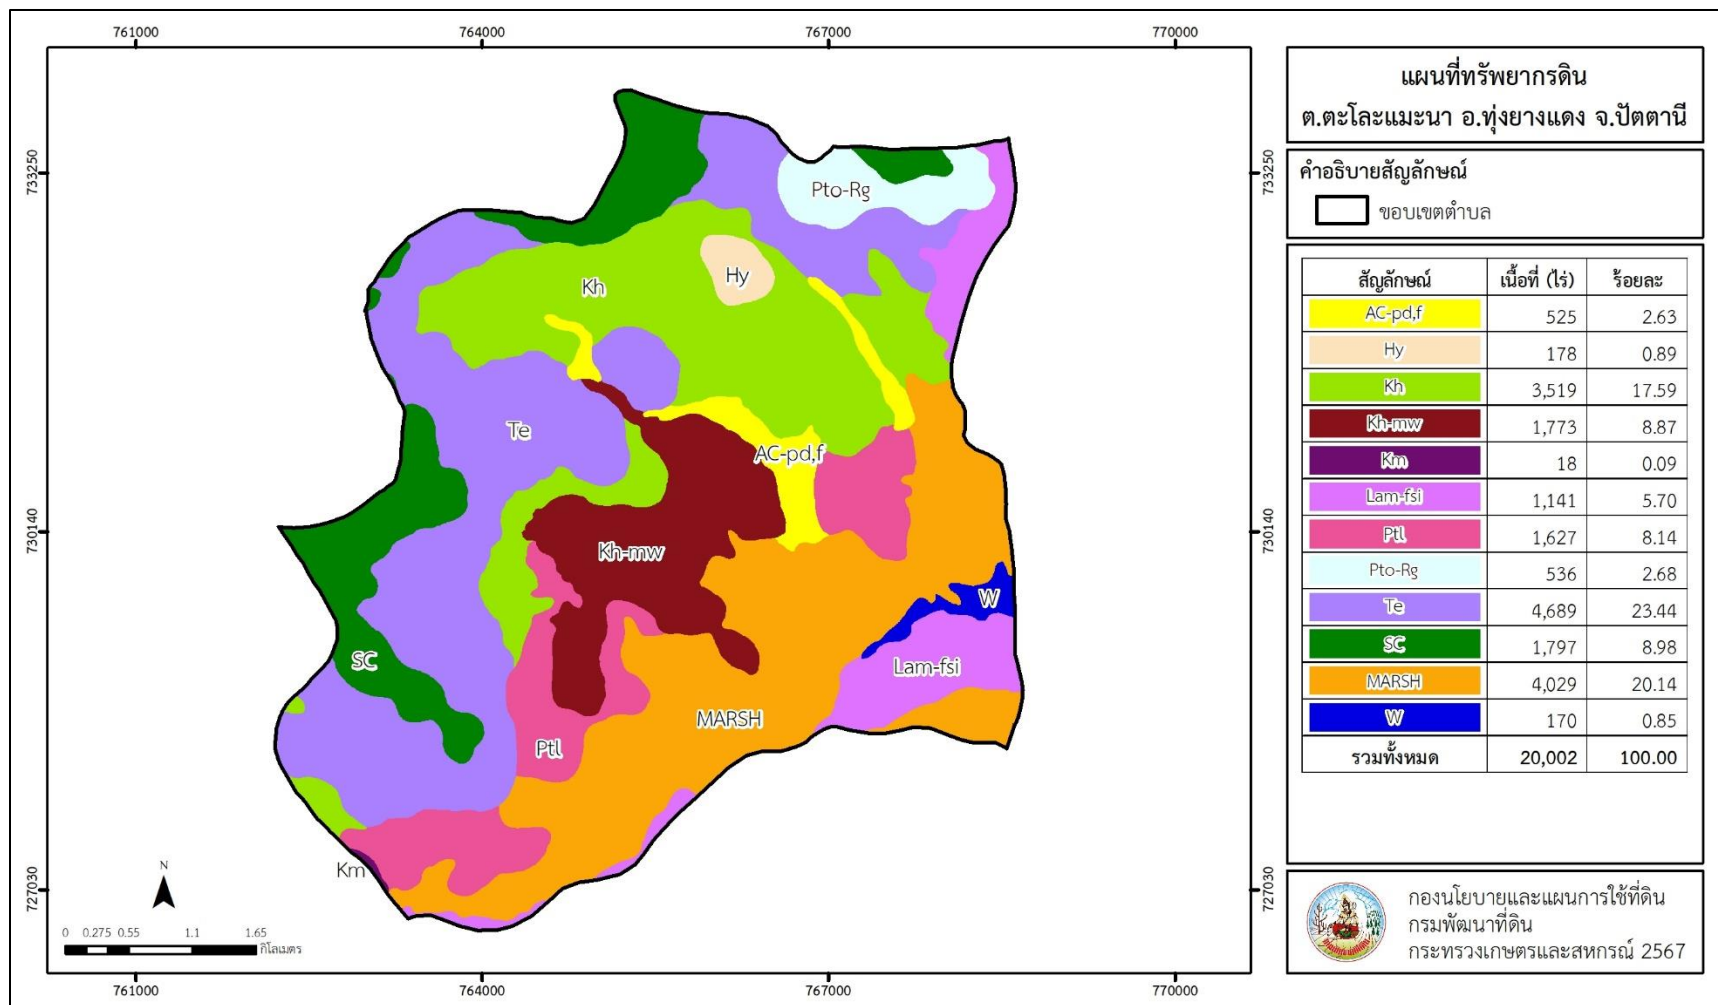 761000 764000 767000 770000
733250 733250
730140 730140
727030 727030
Pto-Rg
Hy
Kh
Te
AC-pd,f
Kh-mw
W
SC
Lam-fsi
MARSH
Ptl
Km
N
0 0.275 0.55 1.1 1.65
กิโลเมตร
761000 764000 767000 770000
แผนที่ทรัพยากรดิน
ต.ตะโละแมะนา อ.ทุ่งยางแดง จ.ปัตตานี
คำอธิบายสัญลักษณ์
ขอบเขตตำบล
สัญลักษณ์ เนื้อที่ (ไร่) ร้อยละ
AC-pd,f 525 2.63
Hy 178 0.89
Kh 3,519 17.59
Kh-mw 1,773 8.87
Km 18 0.09
Lam-fsi 1,141 5.70
Ptl 1,627 8.14
Pto-Rg 536 2.68
Te 4,689 23.44
SC 1,797 8.98
MARSH 4,029 20.14
W 170 0.85
รวมทั้งหมด 20,002 100.00
กองนโยบายและแผนการใช้ที่ดิน
กรมพัฒนาที่ดิน
กระทรวงเกษตรและสหกรณ์ 2567